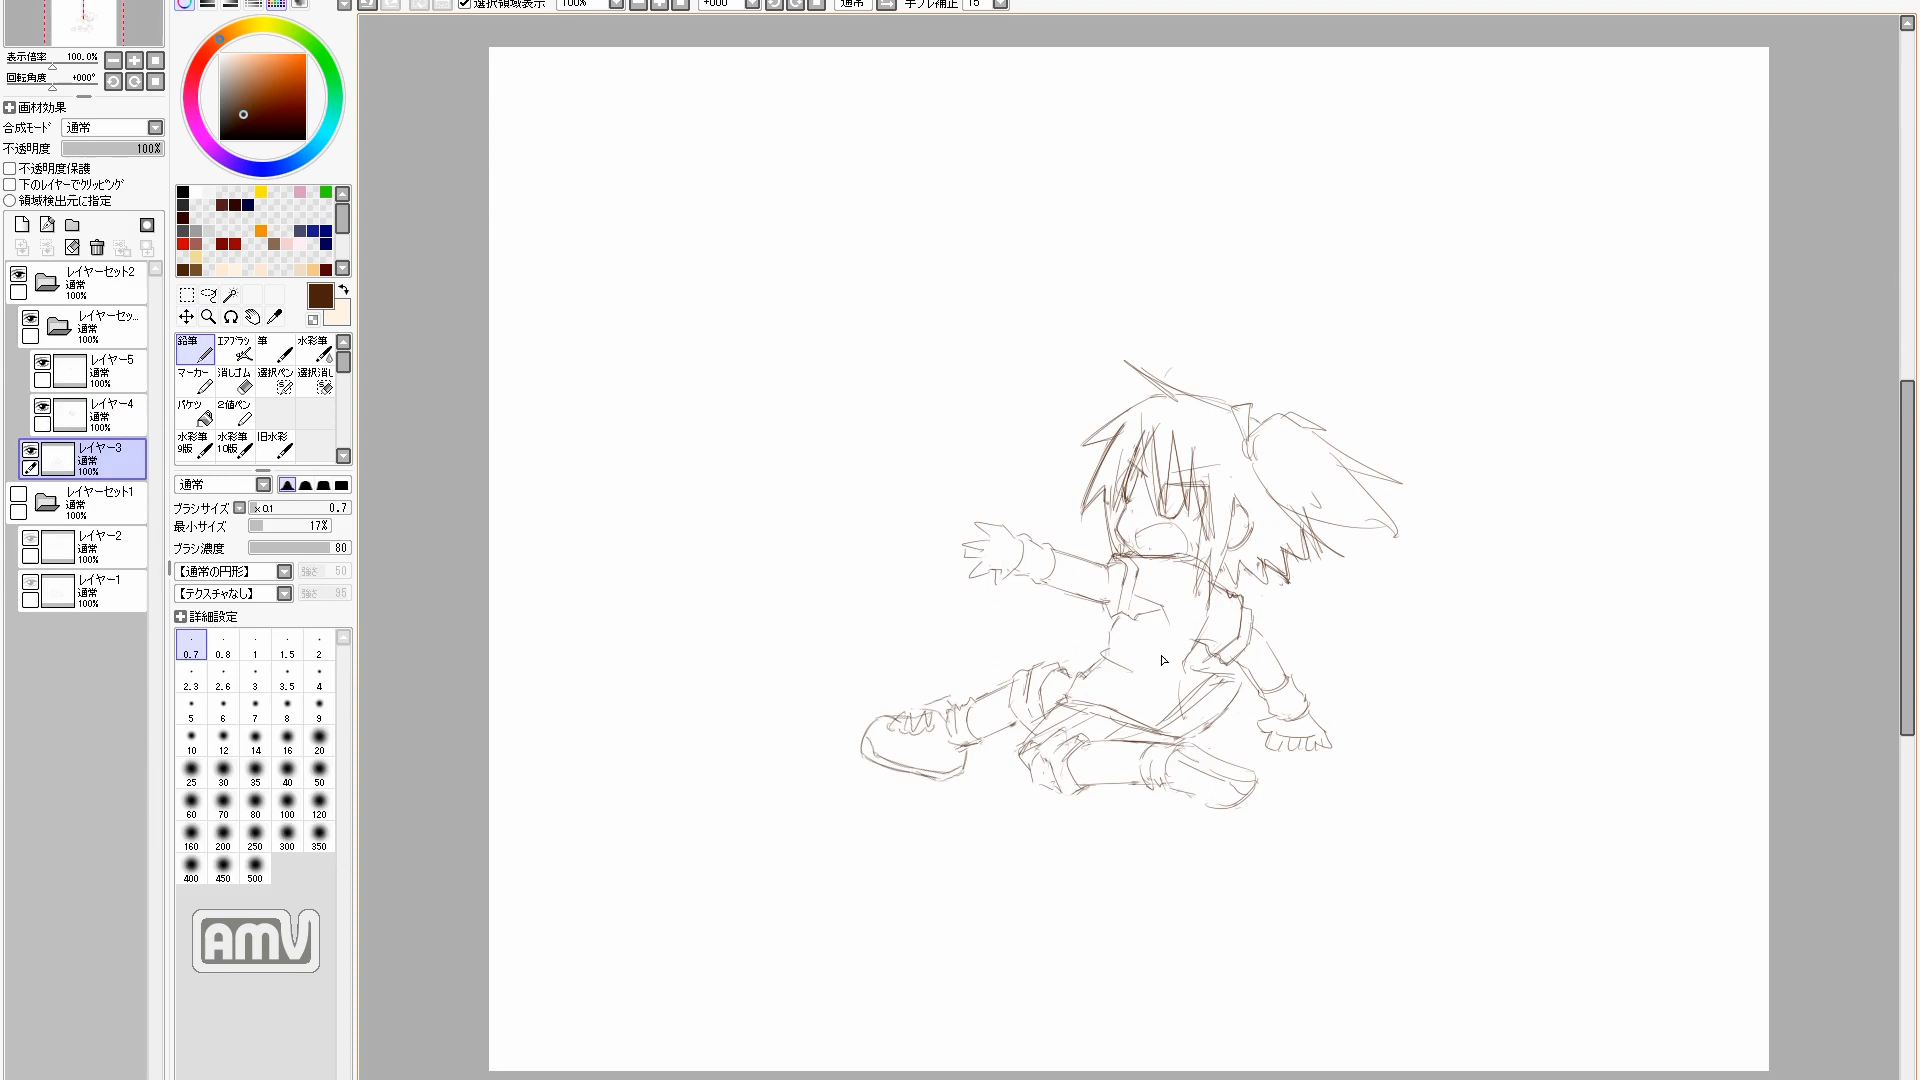 選択領域表示 100% +000° 通常 手ブレ補正 15
表示倍率 100.0%
回転角度 +000°
画材効果
合成モード 通常
不透明度 100%
不透明度保護
下のレイヤーでクリッピング
領域検出元に指定
レイヤーセット2
通常
100%
レイヤーセッ...
通常
100%
レイヤー5
通常
100%
レイヤー4
通常
100%
レイヤー3
通常
100%
レイヤーセット1
通常
100%
レイヤー2
通常
100%
レイヤー1
通常
100%
鉛筆 エアブラシ 筆 水彩筆
マーカー 消しゴム 選択ペン 選択消し
バケツ 2値ペン
水彩筆 水彩筆 旧水彩
9版 10版
通常
ブラシサイズ x 0.1 0.7
最小サイズ 17%
ブラシ濃度 80
【通常の円形】 強さ 50
【テクスチャなし】 強さ 95
詳細設定
0.7 0.8 1 1.5 2
2.3 2.6 3 3.5 4
5 6 7 8 9
10 12 14 16 20
25 30 35 40 50
60 70 80 100 120
160 200 250 300 350
400 450 500
AMV